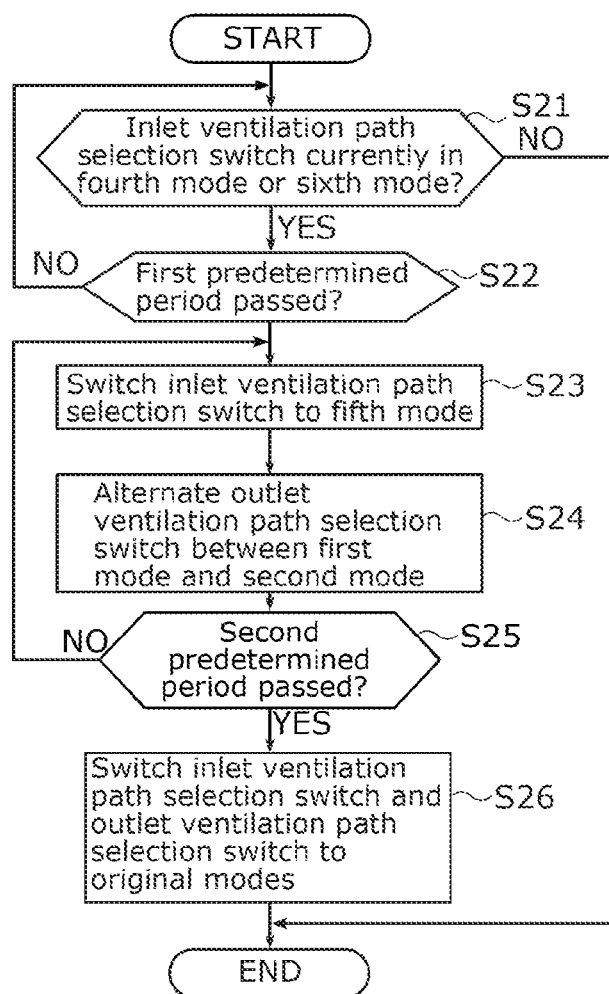 START
Inlet ventilation path
selection switch currently in
fourth mode or sixth mode?
S21
NO
YES
NO
First predetermined
period passed?
S22
Switch inlet ventilation path
selection switch to fifth mode
S23
Alternate outlet
ventilation path selection
switch between first
mode and second mode
S24
NO
Second
predetermined
period passed?
S25
YES
Switch inlet ventilation
path selection switch and
outlet ventilation path
selection switch to
original modes
S26
END